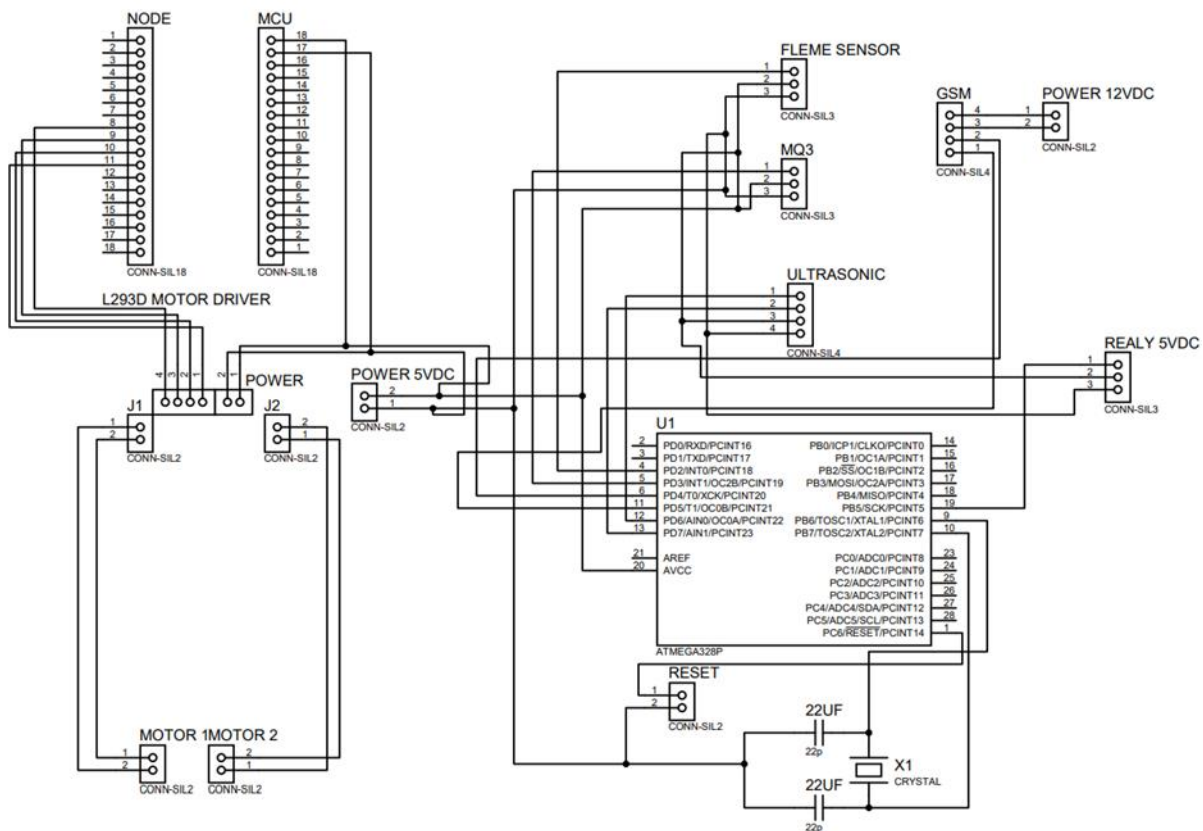 NODE
1
2
3
4
5
6
7
8
9
10
11
12
13
14
15
16
17
18
CONN-SIL18
MCU
18
17
16
15
14
13
12
11
10
9
8
7
6
5
4
3
2
1
CONN-SIL18
FLEME SENSOR
1
2
3
CONN-SIL3
MQ3
1
2
3
CONN-SIL3
ULTRASONIC
1
2
3
4
CONN-SIL4
GSM
4
3
2
1
CONN-SIL4
POWER 12VDC
1
2
CONN-SIL2
REALY 5VDC
1
2
3
CONN-SIL3
L293D MOTOR DRIVER
4
3
2
1
2
1
POWER
J1
1
2
CONN-SIL2
J2
2
1
CONN-SIL2
POWER 5VDC
2
1
CONN-SIL2
MOTOR 1
1
2
CONN-SIL2
MOTOR 2
2
1
CONN-SIL2
U1
2 PD0/RXD/PCINT16
3 PD1/TXD/PCINT17
4 PD2/INT0/PCINT18
5 PD3/INT1/OC2B/PCINT19
6 PD4/T0/XCK/PCINT20
11 PD5/T1/OC0B/PCINT21
12 PD6/AIN0/OC0A/PCINT22
13 PD7/AIN1/PCINT23
21 AREF
20 AVCC
PB0/ICP1/CLKO/PCINT0 14
PB1/OC1A/PCINT1 15
PB2/SS/OC1B/PCINT2 16
PB3/MOSI/OC2A/PCINT3 17
PB4/MISO/PCINT4 18
PB5/SCK/PCINT5 19
PB6/TOSC1/XTAL1/PCINT6 9
PB7/TOSC2/XTAL2/PCINT7 10
PC0/ADC0/PCINT8 23
PC1/ADC1/PCINT9 24
PC2/ADC2/PCINT10 25
PC3/ADC3/PCINT11 26
PC4/ADC4/SDA/PCINT12 27
PC5/ADC5/SCL/PCINT13 28
PC6/RESET/PCINT14 1
ATMEGA328P
RESET
1
2
CONN-SIL2
22UF
22p
X1
CRYSTAL
22UF
22p